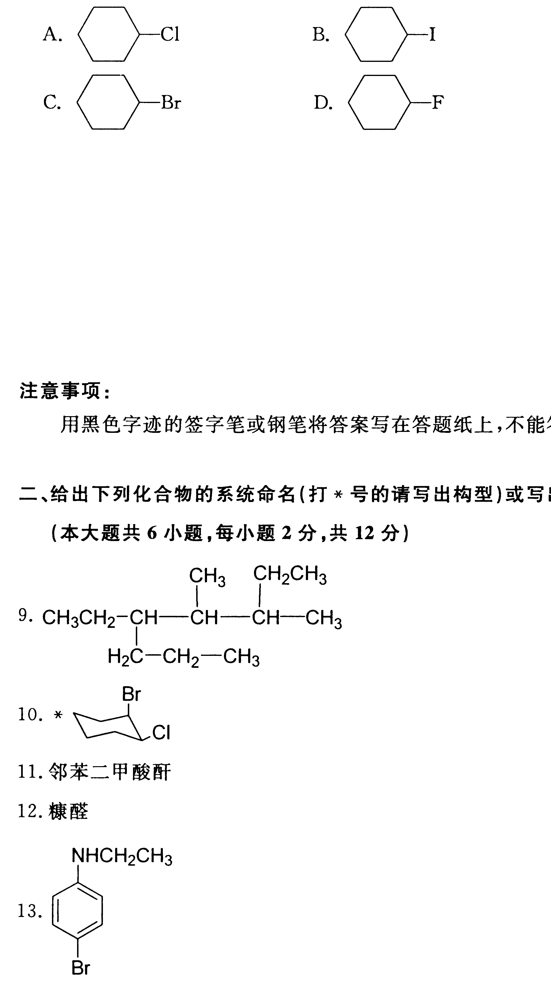 A. Cl B. I
C. Br D. F
注意事项:
用黑色字迹的签字笔或钢笔将答案写在答题纸上,不能
二、给出下列化合物的系统命名(打 * 号的请写出构型)或写
(本大题共 6 小题,每小题 2 分,共 12 分)
CH3 CH2CH3
9. CH3CH2-CH-CH-CH-CH3
H2C-CH2-CH3
Br
10. * Cl
11. 邻苯二甲酸酐
12. 糠醛
NHCH2CH3
13.
Br